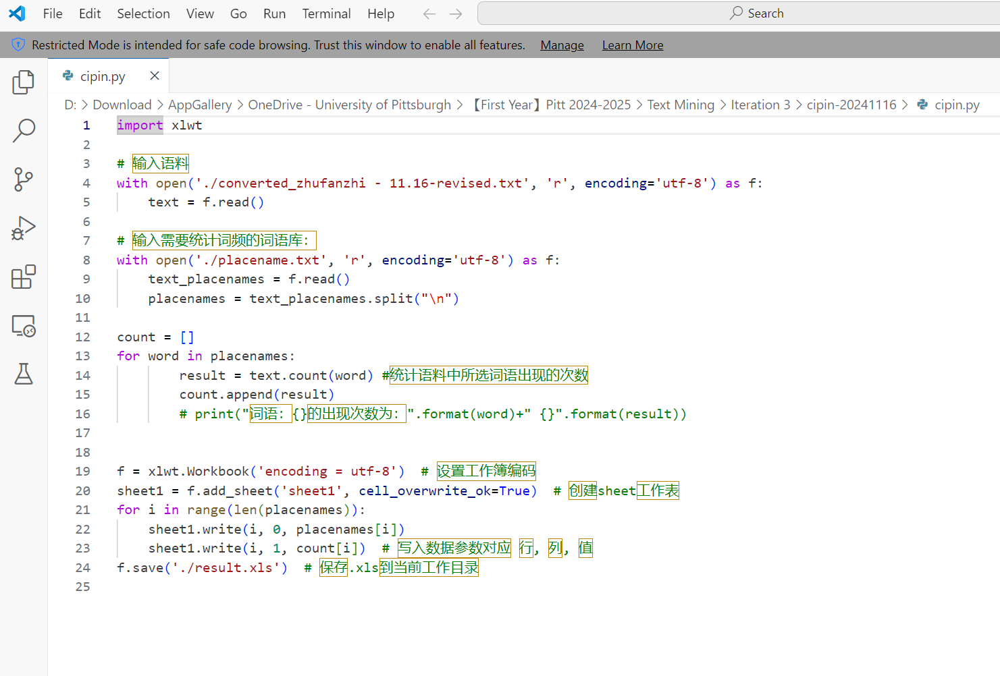 File Edit Selection View Go Run Terminal Help Search
Restricted Mode is intended for safe code browsing. Trust this window to enable all features. Manage Learn More
cipin.py
D: > Download > AppGallery > OneDrive - University of Pittsburgh > 【First Year】Pitt 2024-2025 > Text Mining > Iteration 3 > cipin-20241116 > cipin.py
1 import xlwt
2
3 # 输入语料
4 with open('./converted_zhufanzhi - 11.16-revised.txt', 'r', encoding='utf-8') as f:
5     text = f.read()
6
7 # 输入需要统计词频的词语库：
8 with open('./placename.txt', 'r', encoding='utf-8') as f:
9     text_placenames = f.read()
10     placenames = text_placenames.split("\n")
11
12 count = []
13 for word in placenames:
14         result = text.count(word) #统计语料中所选词语出现的次数
15         count.append(result)
16         # print("词语：{}的出现次数为：".format(word)+" {}".format(result))
17
18
19 f = xlwt.Workbook('encoding = utf-8')  # 设置工作簿编码
20 sheet1 = f.add_sheet('sheet1', cell_overwrite_ok=True)  # 创建sheet工作表
21 for i in range(len(placenames)):
22     sheet1.write(i, 0, placenames[i])
23     sheet1.write(i, 1, count[i])  # 写入数据参数对应 行, 列, 值
24 f.save('./result.xls')  # 保存.xls到当前工作目录
25